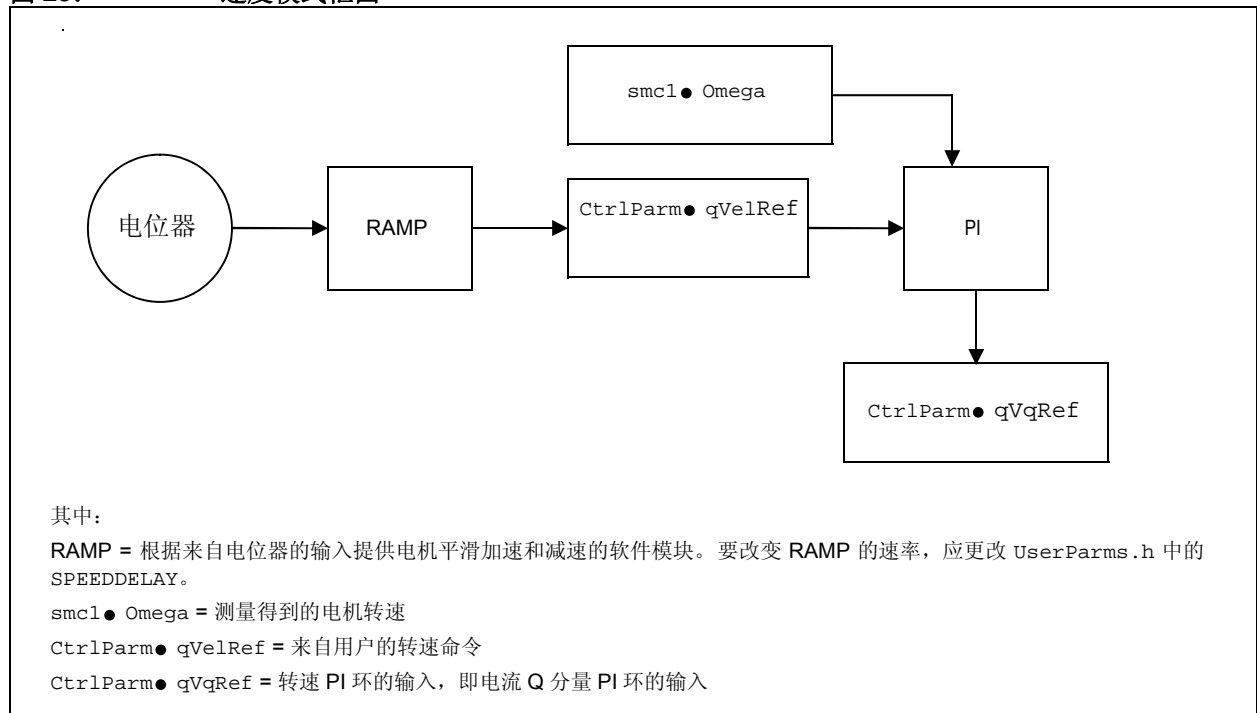 smc1● Omega
电位器
RAMP
CtrlParm● qVelRef
PI
CtrlParm● qVqRef
其中：
RAMP = 根据来自电位器的输入提供电机平滑加速和减速的软件模块。要改变 RAMP 的速率，应更改 UserParms.h 中的
SPEEDDELAY。
smc1● Omega = 测量得到的电机转速
CtrlParm● qVelRef = 来自用户的转速命令
CtrlParm● qVqRef = 转速 PI 环的输入，即电流 Q 分量 PI 环的输入